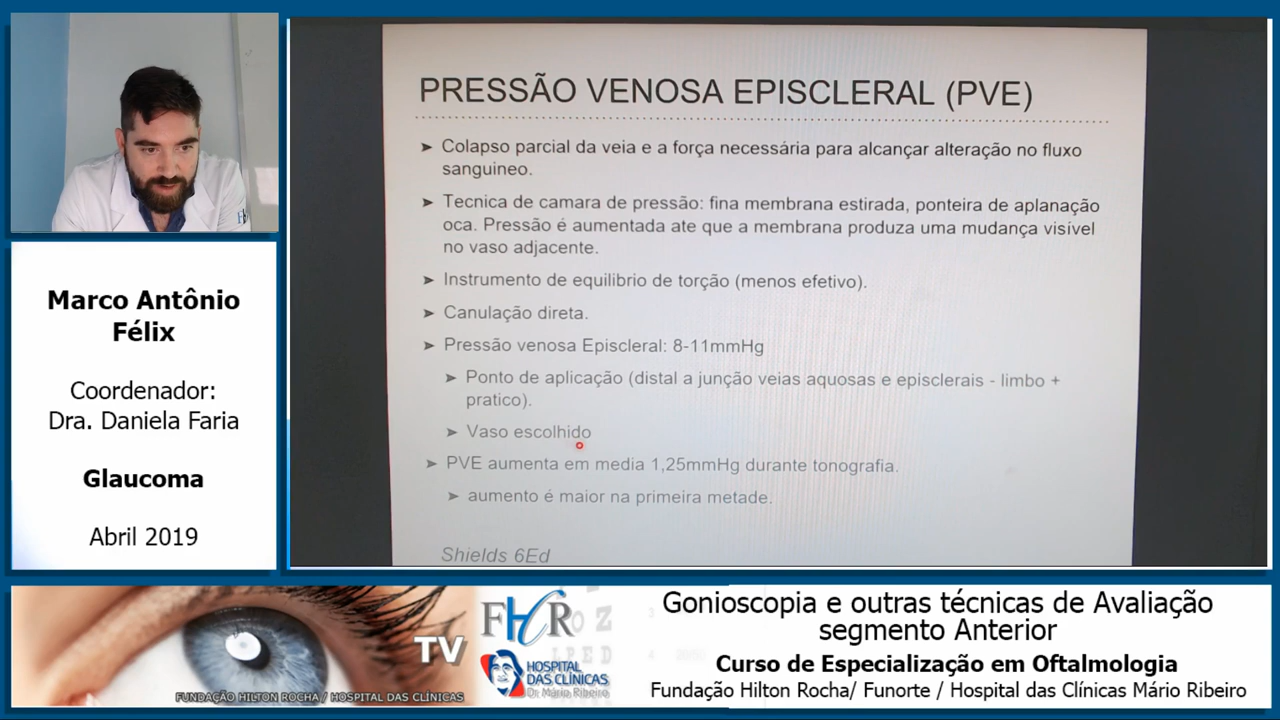 PRESSÃO VENOSA EPISCLERAL (PVE)
➤ Colapso parcial da veia e a força necessária para alcançar alteração no fluxo
sanguineo.
➤ Tecnica de camara de pressão: fina membrana estirada, ponteira de aplanação
oca. Pressão é aumentada ate que a membrana produza uma mudança visível
no vaso adjacente.
➤ Instrumento de equilibrio de torção (menos efetivo).
➤ Canulação direta.
➤ Pressão venosa Episcleral: 8-11mmHg
➤ Ponto de aplicação (distal a junção veias aquosas e episclerais - limbo +
pratico).
➤ Vaso escolhido
➤ PVE aumenta em media 1,25mmHg durante tonografia.
➤ aumento é maior na primeira metade.
Shields 6Ed
Marco Antônio
Félix
Coordenador:
Dra. Daniela Faria
Glaucoma
Abril 2019
TV
FUNDAÇÃO HILTON ROCHA/ HOSPITAL DAS CLÍNICAS
FHCR
HOSPITAL
DAS CLÍNICAS
Dr. Mário Ribeiro
Gonioscopia e outras técnicas de Avaliação
segmento Anterior
Curso de Especialização em Oftalmologia
Fundação Hilton Rocha/ Funorte / Hospital das Clínicas Mário Ribeiro